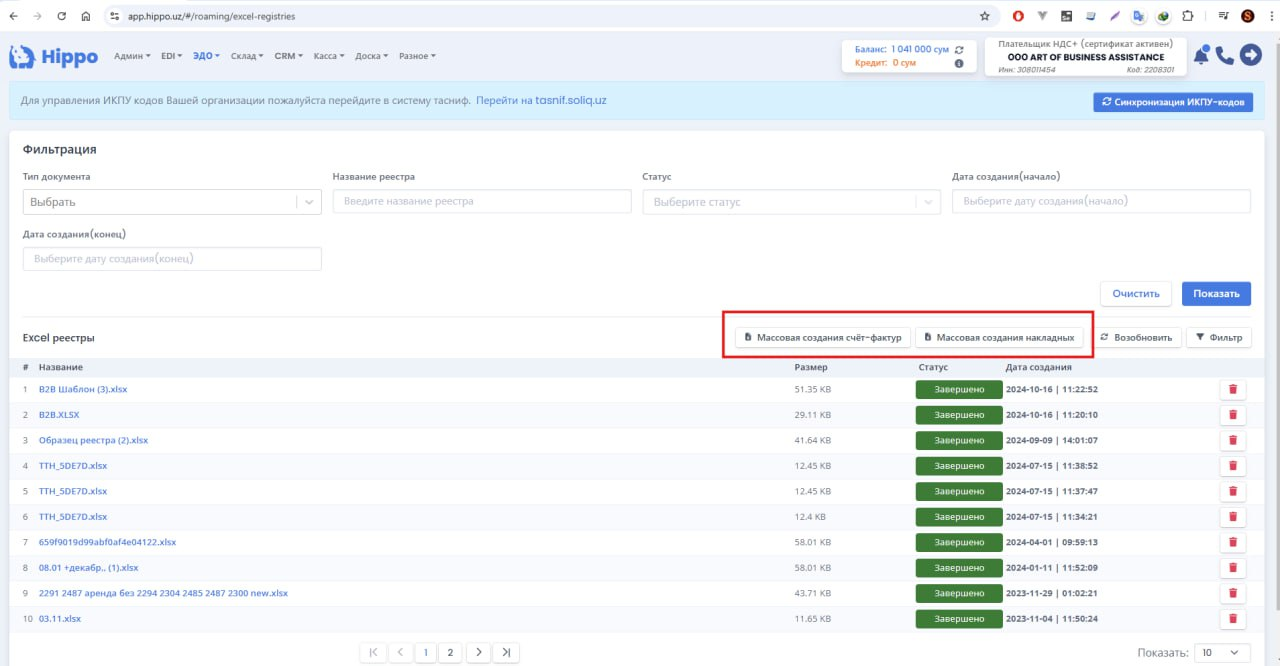 app.hippo.uz/#/roaming/excel-registries
S
Hippo Админ EDI ЭДО Склад CRM Касса Доска Разное
Баланс: 1 041 000 сум
Кредит: 0 сум
Плательщик НДС+ (сертификат активен)
ООО ART OF BUSINESS ASSISTANCE
Инн: 308011454 Код: 2208301
Для управления ИКПУ кодов Вашей организации пожалуйста перейдите в систему тасниф. Перейти на tasnif.soliq.uz Синхронизация ИКПУ-кодов
Фильтрация
Тип документа Название реестра Статус Дата создания(начало)
Выбрать Введите название реестра Выберите статус Выберите дату создания(начало)
Дата создания(конец)
Выберите дату создания(конец)
Очистить Показать
Excel реестры Массовая создания счёт-фактур Массовая создания накладных Возобновить Фильтр
# Название Размер Статус Дата создания
1 B2B Шаблон (3).xlsx 51.35 KB Завершено 2024-10-16 | 11:22:52
2 B2B.XLSX 29.11 KB Завершено 2024-10-16 | 11:20:10
3 Образец реестра (2).xlsx 41.64 KB Завершено 2024-09-09 | 14:01:07
4 TTH_5DE7D.xlsx 12.45 KB Завершено 2024-07-15 | 11:38:52
5 TTH_5DE7D.xlsx 12.45 KB Завершено 2024-07-15 | 11:37:47
6 TTH_5DE7D.xlsx 12.4 KB Завершено 2024-07-15 | 11:34:21
7 659f9019d99abf0af4e04122.xlsx 58.01 KB Завершено 2024-04-01 | 09:59:13
8 08.01 +декабр.. (1).xlsx 58.01 KB Завершено 2024-01-11 | 11:52:09
9 2291 2487 аренда без 2294 2304 2485 2487 2300 new.xlsx 43.71 KB Завершено 2023-11-29 | 01:02:21
10 03.11.xlsx 11.65 KB Завершено 2023-11-04 | 11:50:24
1 2 Показать: 10